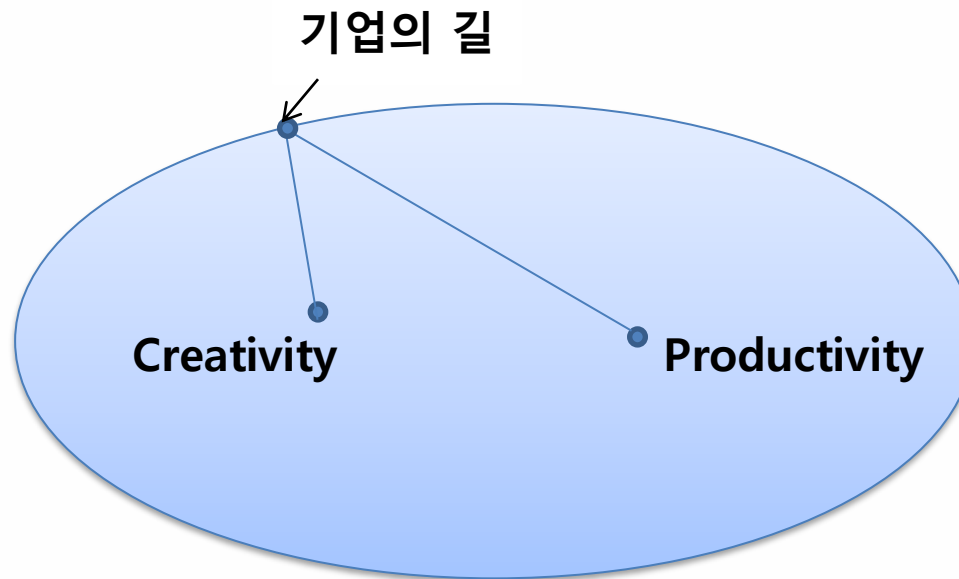 기업의 길
Creativity
Productivity